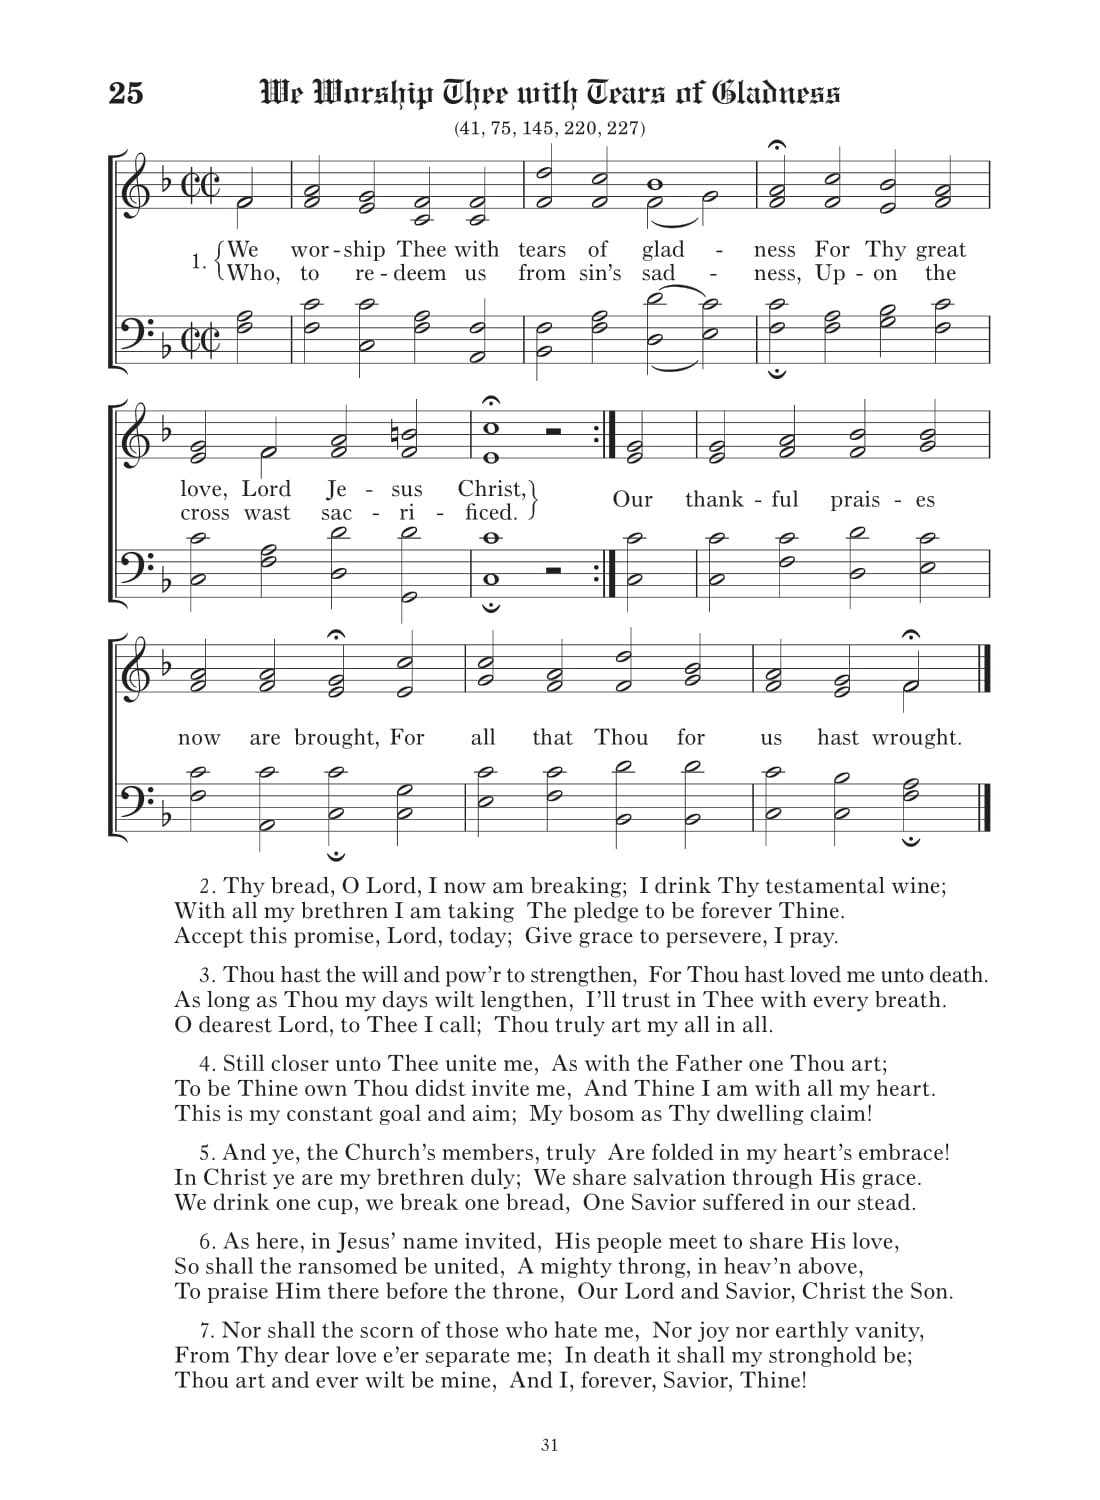 25 We Worship Thee with Tears of Gladness
(41, 75, 145, 220, 227)
1. {We wor - ship Thee with tears of glad - ness For Thy great
Who, to re - deem us from sin's sad - ness, Up - on the
love, Lord Je - sus Christ,} Our thank - ful prais - es
cross wast sac - ri - ficed.
now are brought, For all that Thou for us hast wrought.
2. Thy bread, O Lord, I now am breaking; I drink Thy testamental wine;
With all my brethren I am taking The pledge to be forever Thine.
Accept this promise, Lord, today; Give grace to persevere, I pray.
3. Thou hast the will and pow'r to strengthen, For Thou hast loved me unto death.
As long as Thou my days wilt lengthen, I'll trust in Thee with every breath.
O dearest Lord, to Thee I call; Thou truly art my all in all.
4. Still closer unto Thee unite me, As with the Father one Thou art;
To be Thine own Thou didst invite me, And Thine I am with all my heart.
This is my constant goal and aim; My bosom as Thy dwelling claim!
5. And ye, the Church's members, truly Are folded in my heart's embrace!
In Christ ye are my brethren duly; We share salvation through His grace.
We drink one cup, we break one bread, One Savior suffered in our stead.
6. As here, in Jesus' name invited, His people meet to share His love,
So shall the ransomed be united, A mighty throng, in heav'n above,
To praise Him there before the throne, Our Lord and Savior, Christ the Son.
7. Nor shall the scorn of those who hate me, Nor joy nor earthly vanity,
From Thy dear love e'er separate me; In death it shall my stronghold be;
Thou art and ever wilt be mine, And I, forever, Savior, Thine!
31